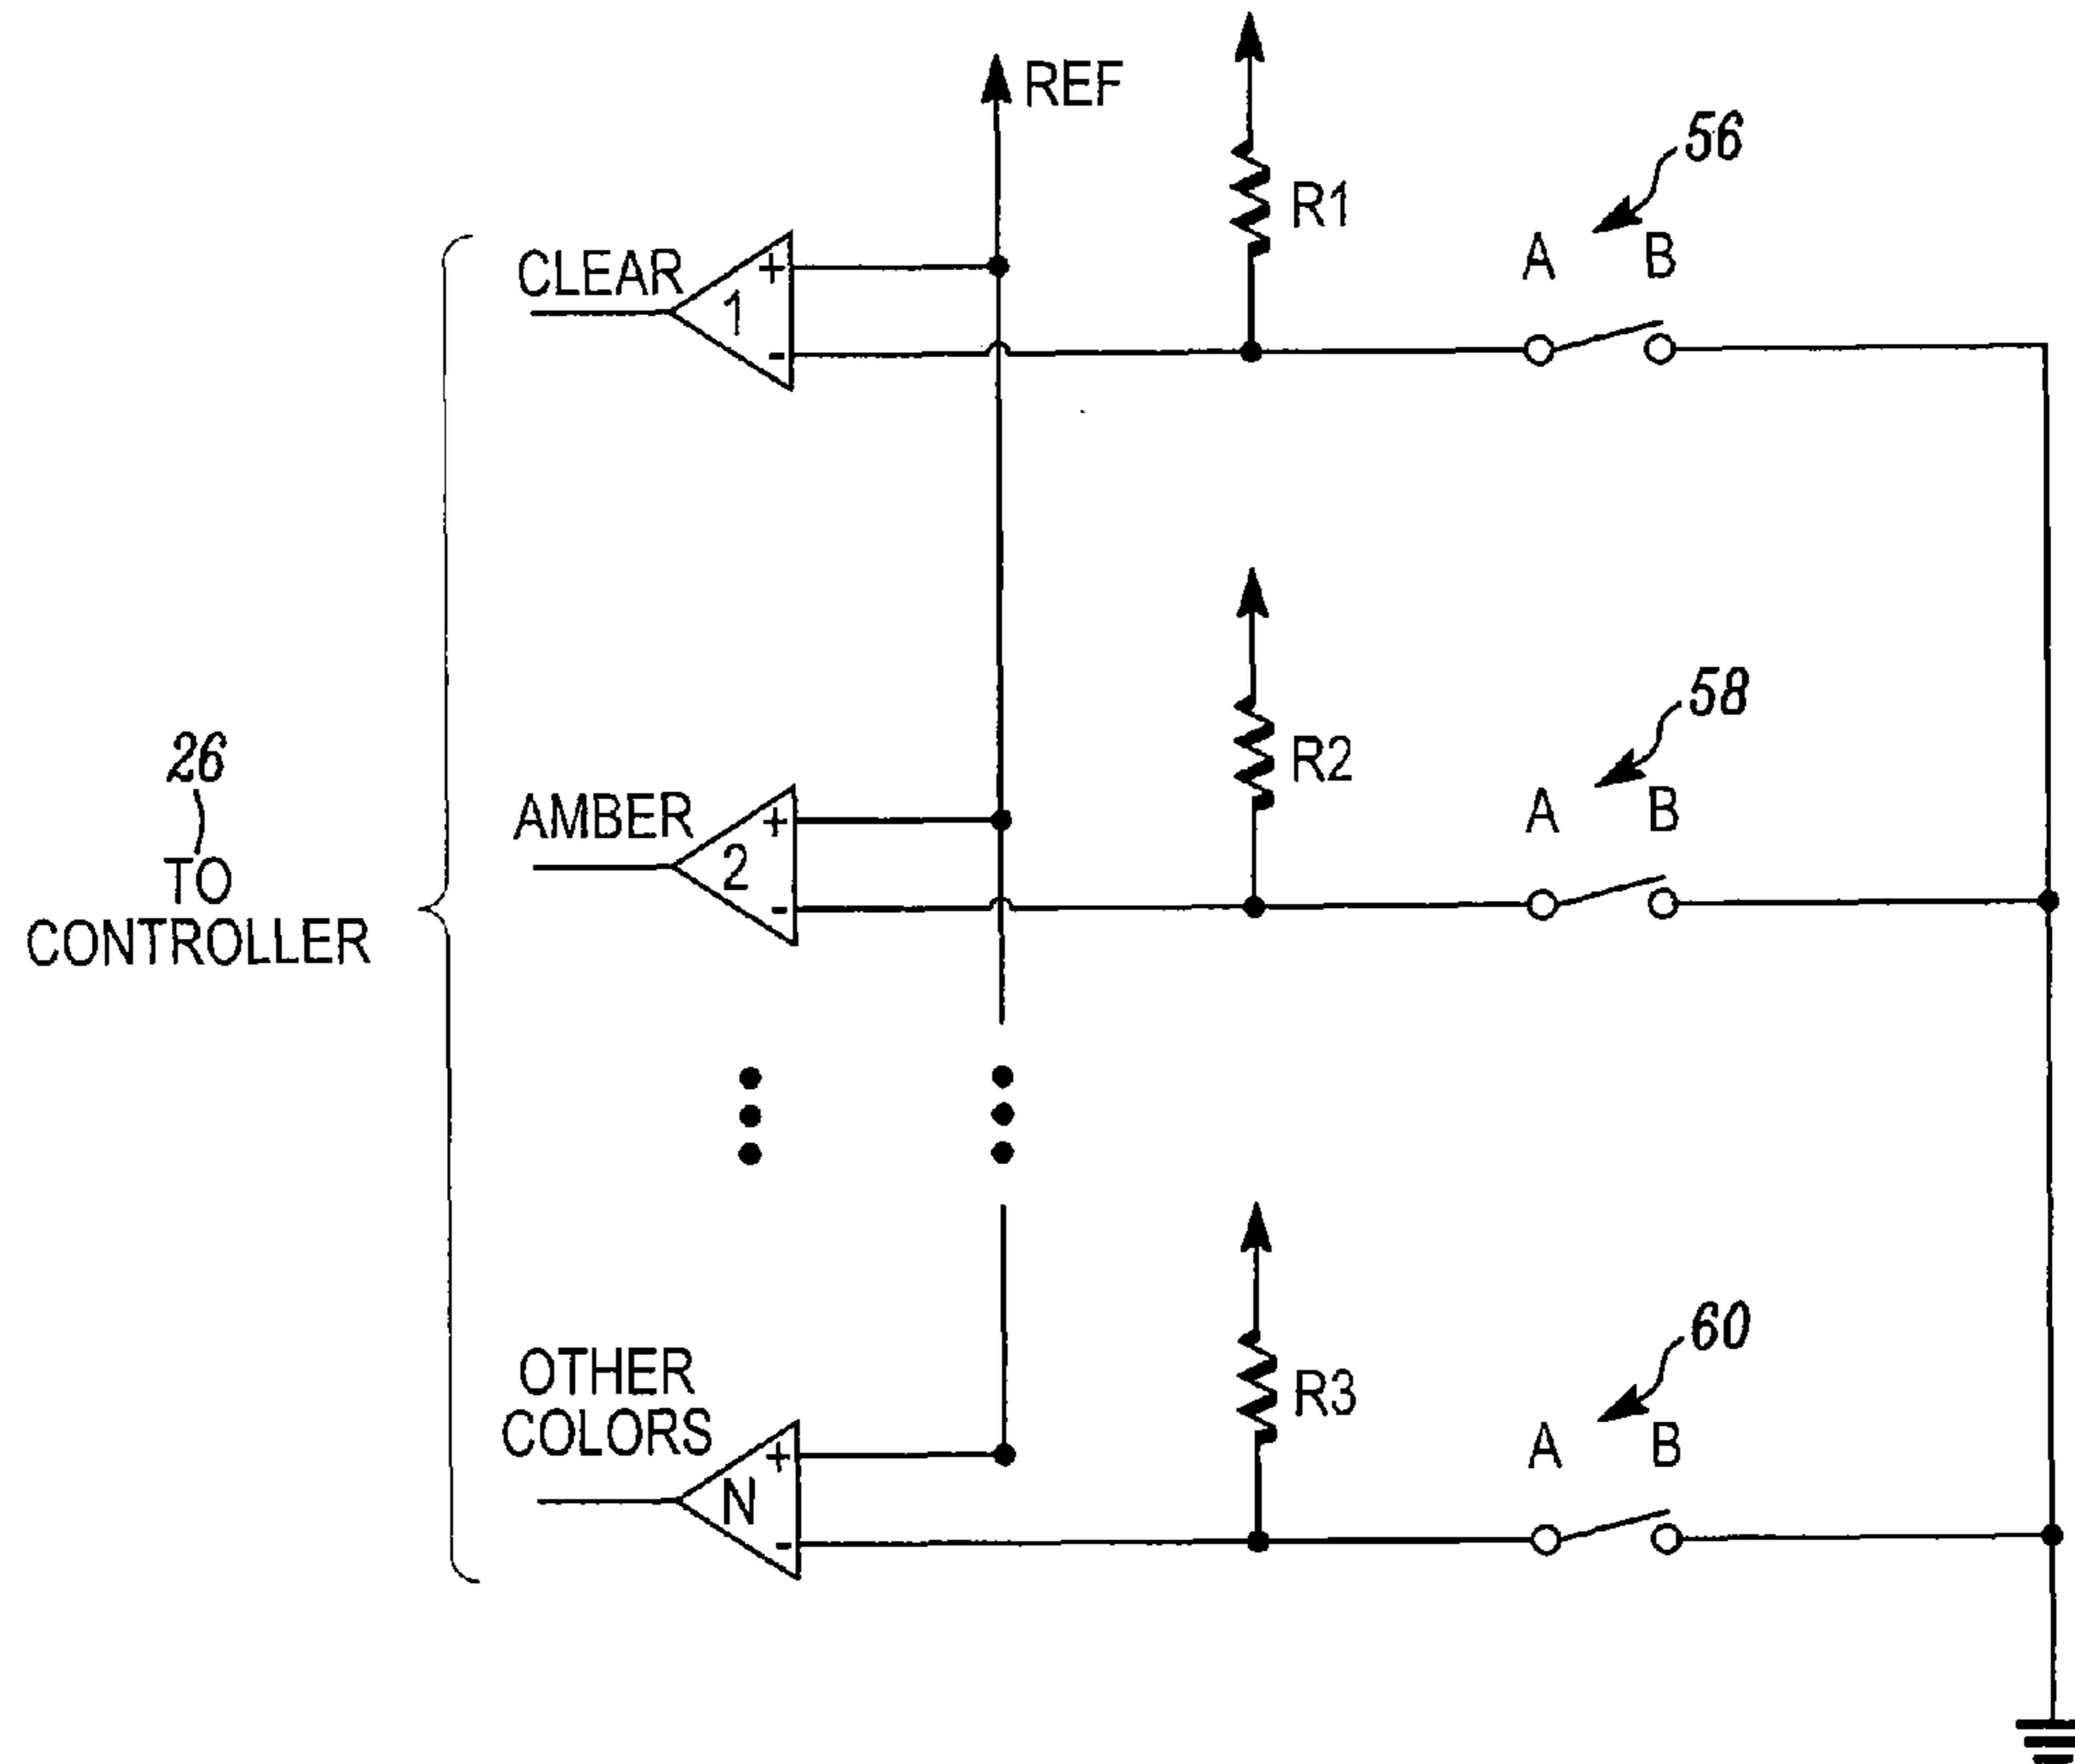 REF
56
R1
A B
CLEAR
+
1
-
58
R2
A B
26
TO
CONTROLLER
AMBER
+
2
-
60
R3
A B
OTHER
COLORS
+
N
-